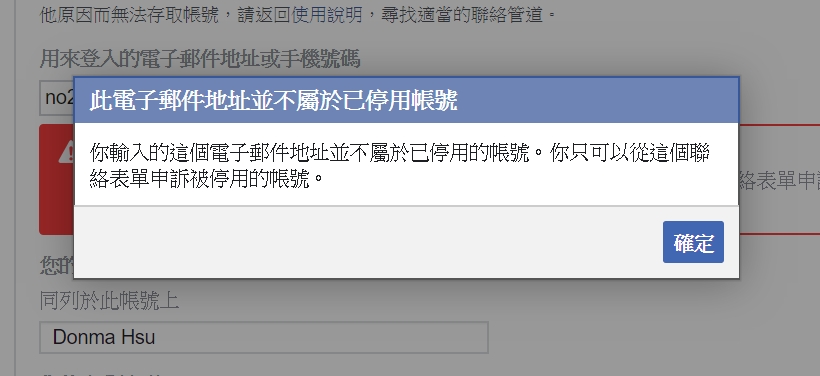 他原因而無法存取帳號，請返回使用說明，尋找適當的聯絡管道。
用來登入的電子郵件地址或手機號碼
no2
此電子郵件地址並不屬於已停用帳號
你輸入的這個電子郵件地址並不屬於已停用的帳號。你只可以從這個聯
絡表單申訴被停用的帳號。
絡表單申訴
確定
您的
同列於此帳號上
Donma Hsu